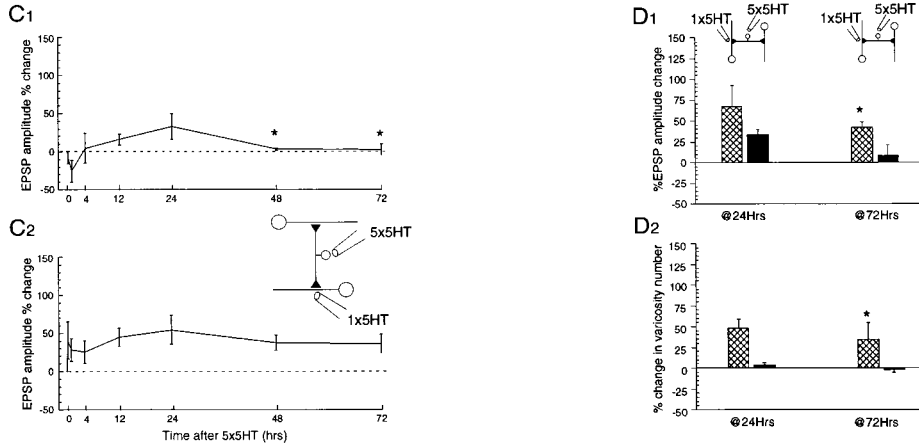 C1
EPSP amplitude % change
150
100
50
0
-50
0 4 12 24 48 72
* *
C2
EPSP amplitude % change
150
100
50
0
-50
0 4 12 24 48 72
Time after 5x5HT (hrs)
5x5HT
1x5HT
D1
%EPSP amplitude change
150
125
100
75
50
25
0
-25
-50
1x5HT 5x5HT
1x5HT 5x5HT
*
@24Hrs @72Hrs
D2
% change in varicosity number
150
125
100
75
50
25
0
-25
-50
*
@24Hrs @72Hrs